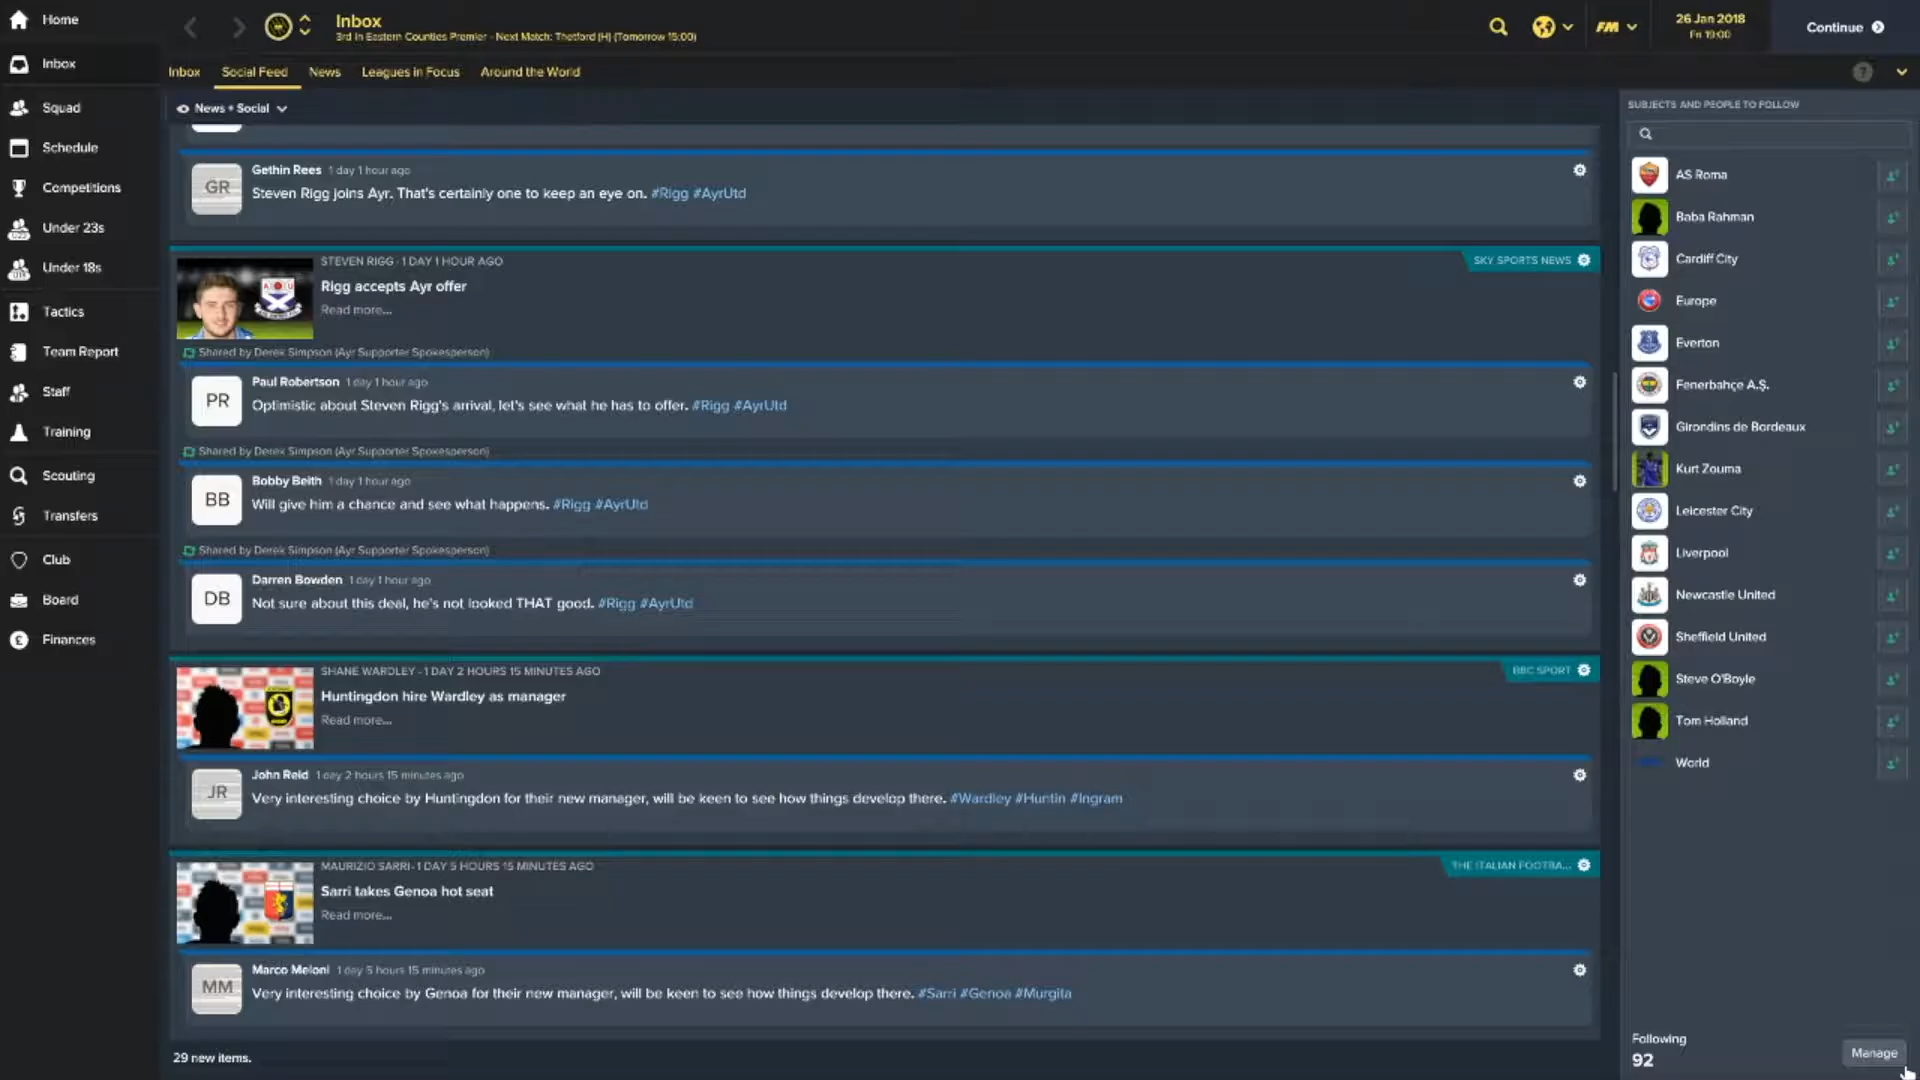 Home
Inbox
Squad
Schedule
Competitions
Under 23s
Under 18s
Tactics
Team Report
Staff
Training
Scouting
Transfers
Club
Board
Finances
Inbox
3rd in Eastern Counties Premier - Next Match: Thetford (H) (Tomorrow 15:00)
FM
26 Jan 2018
Fri 19:00
Continue
Inbox Social Feed News Leagues in Focus Around the World
News + Social
GR
Gethin Rees 1 day 1 hour ago
Steven Rigg joins Ayr. That's certainly one to keep an eye on. #Rigg #AyrUtd
STEVEN RIGG - 1 DAY 1 HOUR AGO
SKY SPORTS NEWS
Rigg accepts Ayr offer
Read more...
Shared by Derek Simpson (Ayr Supporter Spokesperson)
PR
Paul Robertson 1 day 1 hour ago
Optimistic about Steven Rigg's arrival, let's see what he has to offer. #Rigg #AyrUtd
Shared by Derek Simpson (Ayr Supporter Spokesperson)
BB
Bobby Beith 1 day 1 hour ago
Will give him a chance and see what happens. #Rigg #AyrUtd
Shared by Derek Simpson (Ayr Supporter Spokesperson)
DB
Darren Bowden 1 day 1 hour ago
Not sure about this deal, he's not looked THAT good. #Rigg #AyrUtd
SHANE WARDLEY - 1 DAY 2 HOURS 15 MINUTES AGO
BBC SPORT
Huntingdon hire Wardley as manager
Read more...
JR
John Reid 1 day 2 hours 15 minutes ago
Very interesting choice by Huntingdon for their new manager, will be keen to see how things develop there. #Wardley #Huntin #Ingram
MAURIZIO SARRI - 1 DAY 5 HOURS 15 MINUTES AGO
THE ITALIAN FOOTBA...
Sarri takes Genoa hot seat
Read more...
MM
Marco Meloni 1 day 5 hours 15 minutes ago
Very interesting choice by Genoa for their new manager, will be keen to see how things develop there. #Sarri #Genoa #Murgita
29 new items.
SUBJECTS AND PEOPLE TO FOLLOW
AS Roma
Baba Rahman
Cardiff City
Europe
Everton
Fenerbahçe A.Ş.
Girondins de Bordeaux
Kurt Zouma
Leicester City
Liverpool
Newcastle United
Sheffield United
Steve O'Boyle
Tom Holland
World
Following
92
Manage